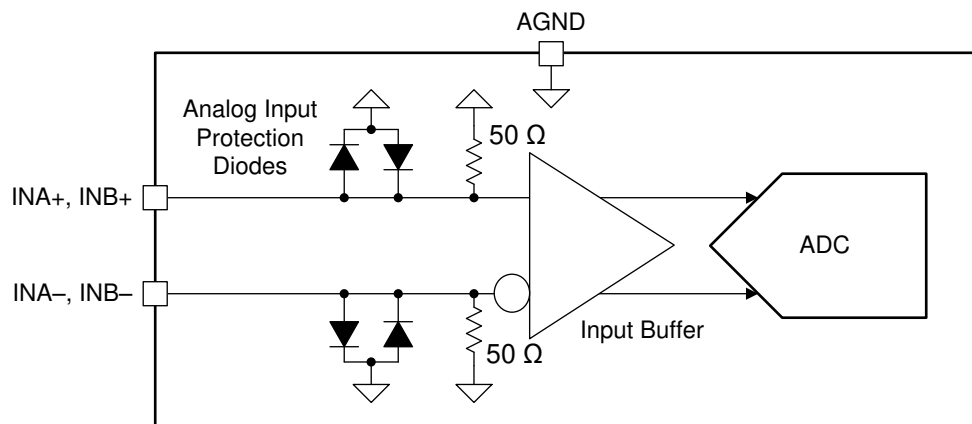 AGND
Analog Input
Protection
Diodes
50 Ω
INA+, INB+
ADC
INA–, INB–
Input Buffer
50 Ω